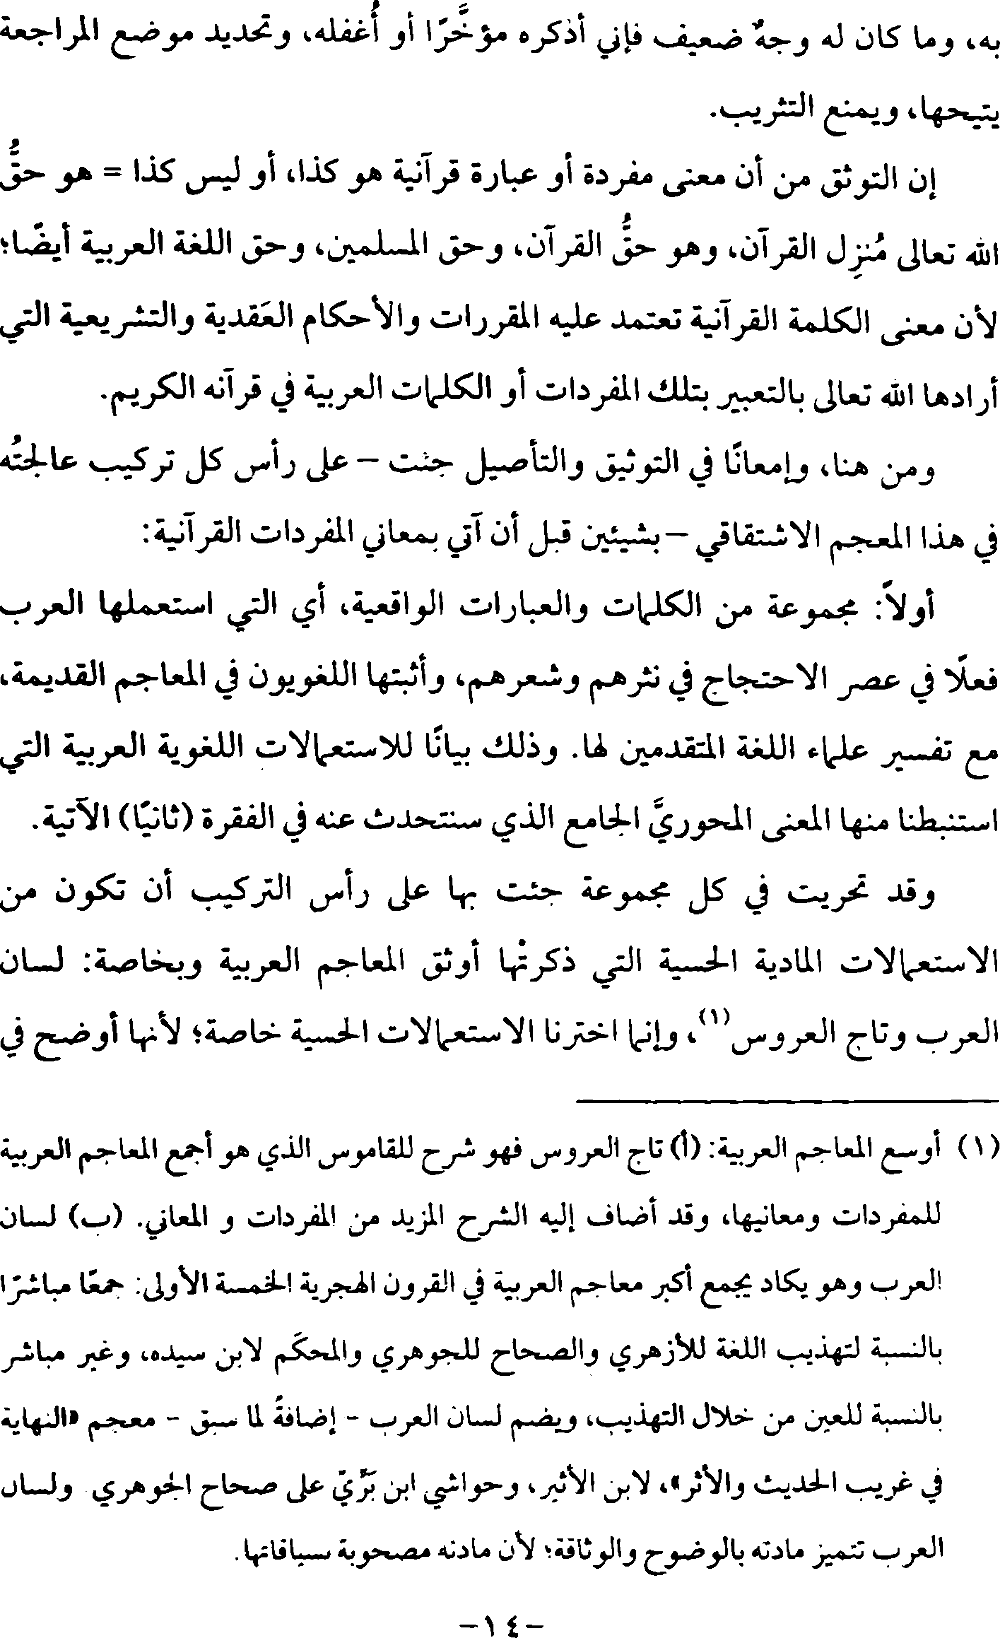 به، وما كان له وجهٌ ضعيف فإني أذكره مؤخَّرًا أو أُغفله، وتحديد موضع المراجعة
يتيحها، ويمنع التثريب.
إن التوثق من أن معنى مفردة أو عبارة قرآنية هو كذا، أو ليس كذا = هو حقُّ
الله تعالى مُنزِل القرآن، وهو حقُّ القرآن، وحق المسلمين، وحق اللغة العربية أيضًا؛
لأن معنى الكلمة القرآنية تعتمد عليه المقررات والأحكام العَقدية والتشريعية التي
أرادها الله تعالى بالتعبير بتلك المفردات أو الكلمات العربية في قرآنه الكريم.
ومن هنا، وإمعانًا في التوثيق والتأصيل جئت – على رأس كل تركيب عالجتُه
في هذا المعجم الاشتقاقي – بشيئين قبل أن آتي بمعاني المفردات القرآنية:
أولاً: مجموعة من الكلمات والعبارات الواقعية، أي التي استعملها العرب
فعلًا في عصر الاحتجاج في نثرهم وشعرهم، وأثبتها اللغويون في المعاجم القديمة،
مع تفسير علماء اللغة المتقدمين لها. وذلك بيانًا للاستعمالات اللغوية العربية التي
استنبطنا منها المعنى المحوريَّ الجامع الذي سنتحدث عنه في الفقرة (ثانيًا) الآتية.
وقد تحريت في كل مجموعة جئت بها على رأس التركيب أن تكون من
الاستعمالات المادية الحسية التي ذكرتْها أوثق المعاجم العربية وبخاصة: لسان
العرب وتاج العروس(١)، وإنما اخترنا الاستعمالات الحسية خاصة؛ لأنها أوضح في
(١) أوسع المعاجم العربية: (أ) تاج العروس فهو شرح للقاموس الذي هو أجمع المعاجم العربية
للمفردات ومعانيها، وقد أضاف إليه الشرح المزيد من المفردات و المعاني. (ب) لسان
العرب وهو يكاد يجمع أكبر معاجم العربية في القرون الهجرية الخمسة الأولى: جمعًا مباشرًا
بالنسبة لتهذيب اللغة للأزهري والصحاح للجوهري والمحكَم لابن سيده، وغير مباشر
بالنسبة للعين من خلال التهذيب، ويضم لسان العرب - إضافةً لما سبق - معجم «النهاية
في غريب الحديث والأثر»، لابن الأثير، وحواشي ابن بَرِّيّ على صحاح الجوهري ولسان
العرب تتميز مادته بالوضوح والوثاقة؛ لأن مادته مصحوبة بسياقاتها.
-١٤-